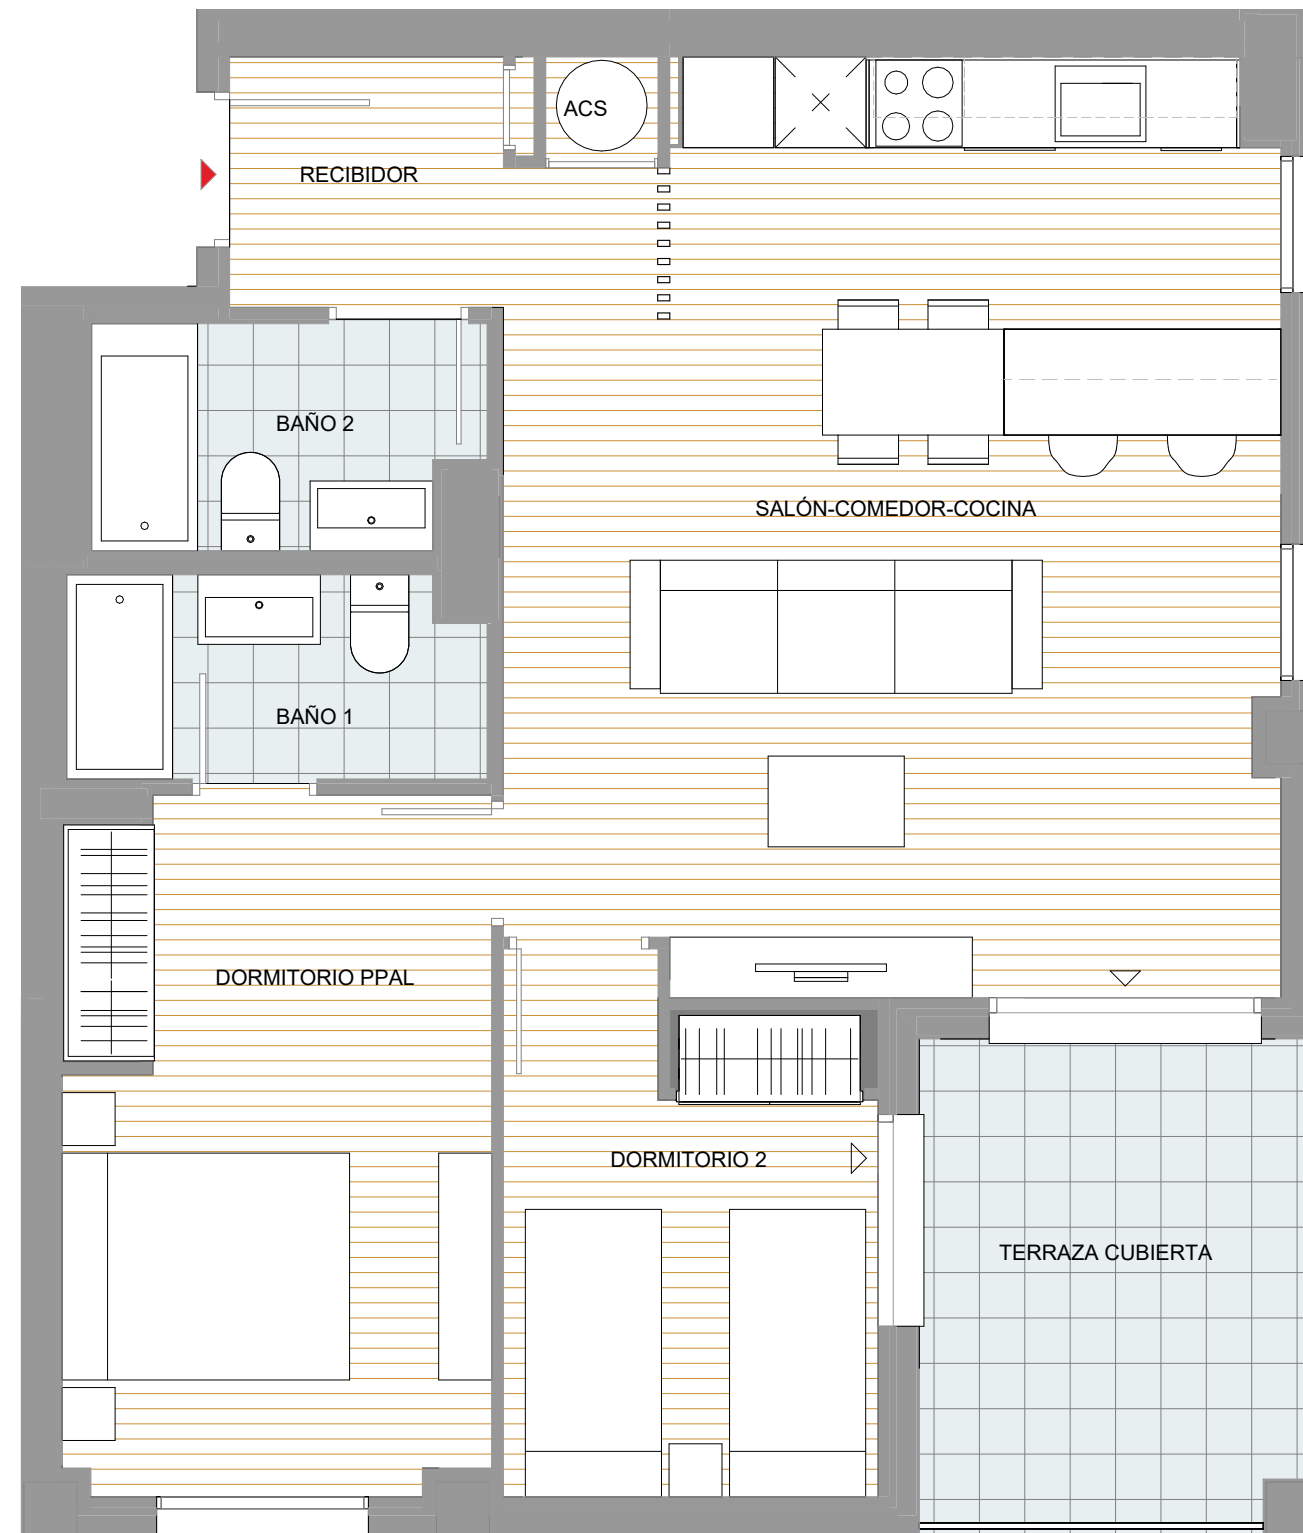 ACS
RECIBIDOR
BAÑO 2
SALÓN-COMEDOR-COCINA
BAÑO 1
DORMITORIO PPAL
DORMITORIO 2
TERRAZA CUBIERTA